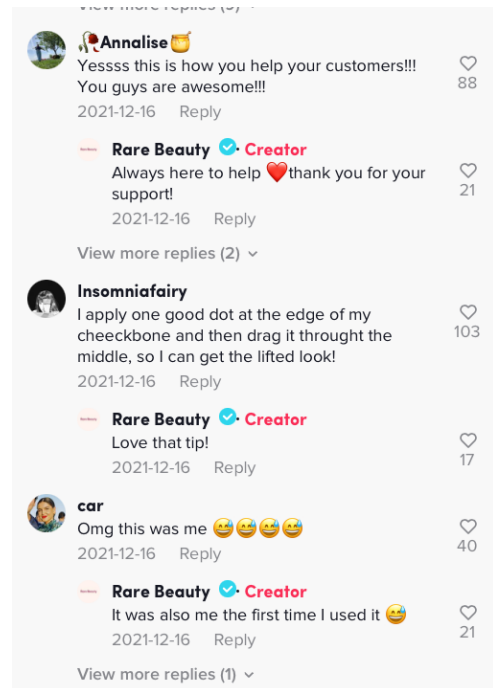 View more replies (3)
Annalise
Yessss this is how you help your customers!!!
You guys are awesome!!!
88
2021-12-16 Reply
Rare Beauty · Creator
Always here to help ❤️thank you for your
support!
21
2021-12-16 Reply
View more replies (2)
Insomniafairy
I apply one good dot at the edge of my
cheeckbone and then drag it throught the
middle, so I can get the lifted look!
103
2021-12-16 Reply
Rare Beauty · Creator
Love that tip!
17
2021-12-16 Reply
car
Omg this was me 😅😅😅😅
40
2021-12-16 Reply
Rare Beauty · Creator
It was also me the first time I used it 😅
21
2021-12-16 Reply
View more replies (1)